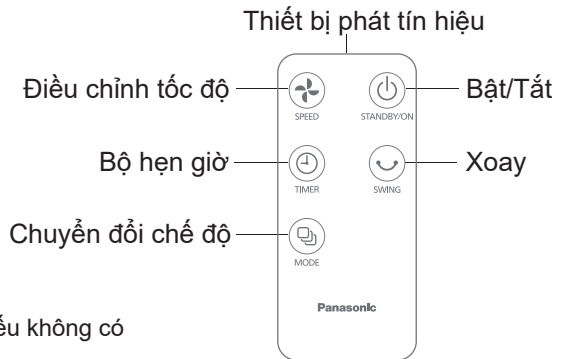 Thiết bị phát tín hiệu
Điều chỉnh tốc độ
Bật/Tắt
SPEED
STANDBY/ON
Bộ hẹn giờ
Xoay
TIMER
SWING
Chuyển đổi chế độ
MODE
Panasonic
không có